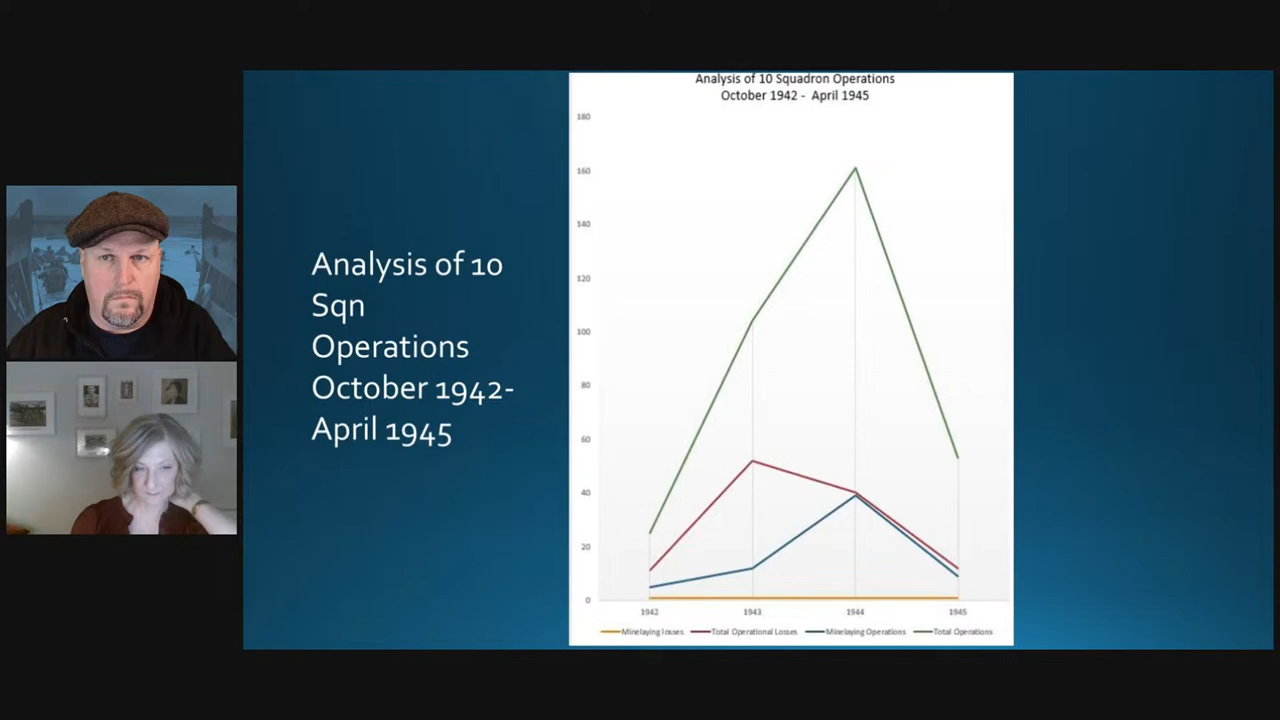 Analysis of 10
Sqn
Operations
October 1942-
April 1945
Analysis of 10 Squadron Operations
October 1942 - April 1945
180
160
140
120
100
80
60
40
20
0
1942 1943 1944 1945
Minelaying losses Total Operational Losses Minelaying Operations Total Operations